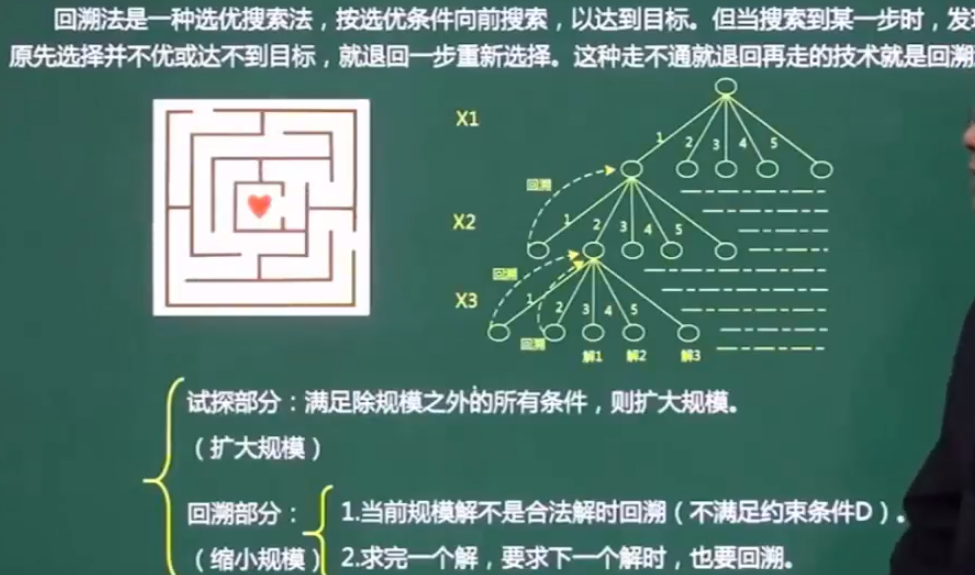 回溯法是一种选优搜索法，按选优条件向前搜索，以达到目标。但当搜索到某一步时，发
原先选择并不优或达不到目标，就退回一步重新选择。这种走不通就退回再走的技术就是回溯
X1
1 2 3 4 5
回溯
X2
1 2 3 4 5
回溯
X3
1 2 3 4 5
回溯
解1 解2 解3
试探部分：满足除规模之外的所有条件，则扩大规模。
（扩大规模）
回溯部分：
1.当前规模解不是合法解时回溯（不满足约束条件D）。
（缩小规模）
2.求完一个解，要求下一个解时，也要回溯。